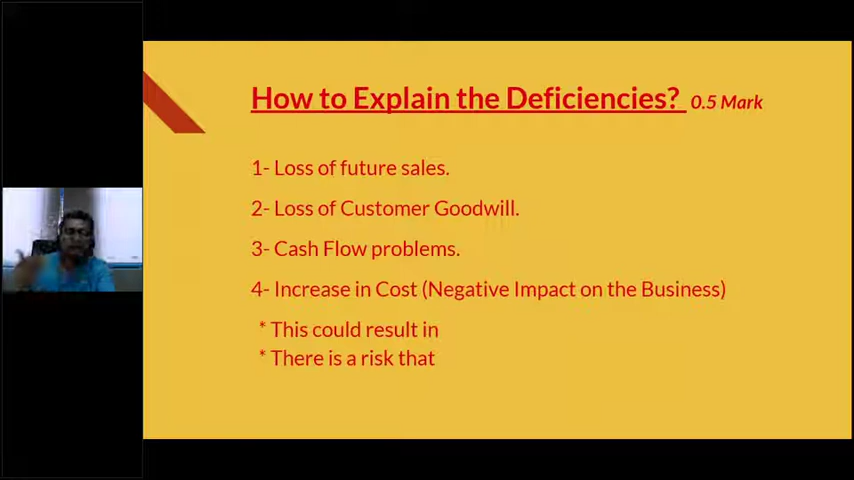 How to Explain the Deficiencies? 0.5 Mark
1- Loss of future sales.
2- Loss of Customer Goodwill.
3- Cash Flow problems.
4- Increase in Cost (Negative Impact on the Business)
* This could result in
* There is a risk that